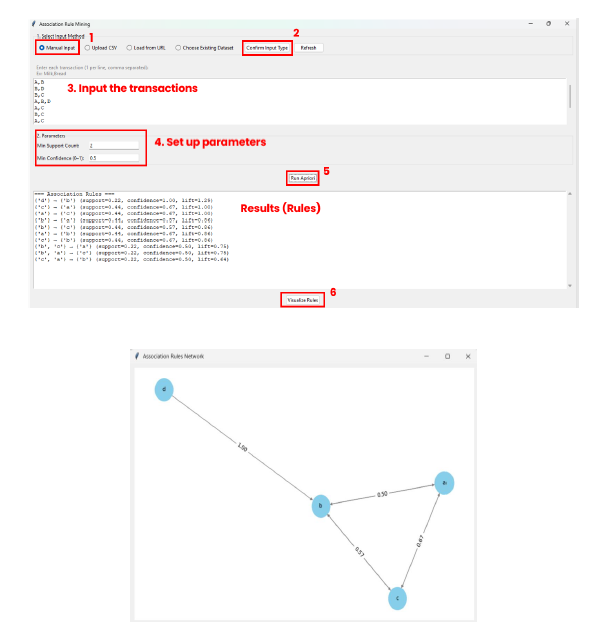 Association Rule Mining
1. Select Input Method
1
2
Manual Input Upload CSV Load from URL Choose Existing Dataset Confirm Input Type Refresh
Enter each transaction (1 per line, comma separated).
Ex: Milk,Bread
A,B
B,D
B,C
A,B,D
A,C
B,C
A,C
3. Input the transactions
2. Parameters
Min Support Count: 2
Min Confidence (0–1): 0.5
4. Set up parameters
Run Apriori
5
=== Association Rules ===
('d') → ('b') (support=0.22, confidence=1.00, lift=1.29)
('c') → ('a') (support=0.44, confidence=0.67, lift=1.00)
('a') → ('c') (support=0.44, confidence=0.67, lift=1.00)
('b') → ('a') (support=0.44, confidence=0.57, lift=0.86)
('b') → ('c') (support=0.44, confidence=0.57, lift=0.86)
('a') → ('b') (support=0.44, confidence=0.67, lift=0.86)
('c') → ('b') (support=0.44, confidence=0.67, lift=0.86)
('b', 'c') → ('a') (support=0.22, confidence=0.50, lift=0.75)
('b', 'a') → ('c') (support=0.22, confidence=0.50, lift=0.75)
('c', 'a') → ('b') (support=0.22, confidence=0.50, lift=0.64)
Results (Rules)
6
Visualize Rules
Association Rules Network
d
1.00
a
0.50
b
0.57
0.67
c